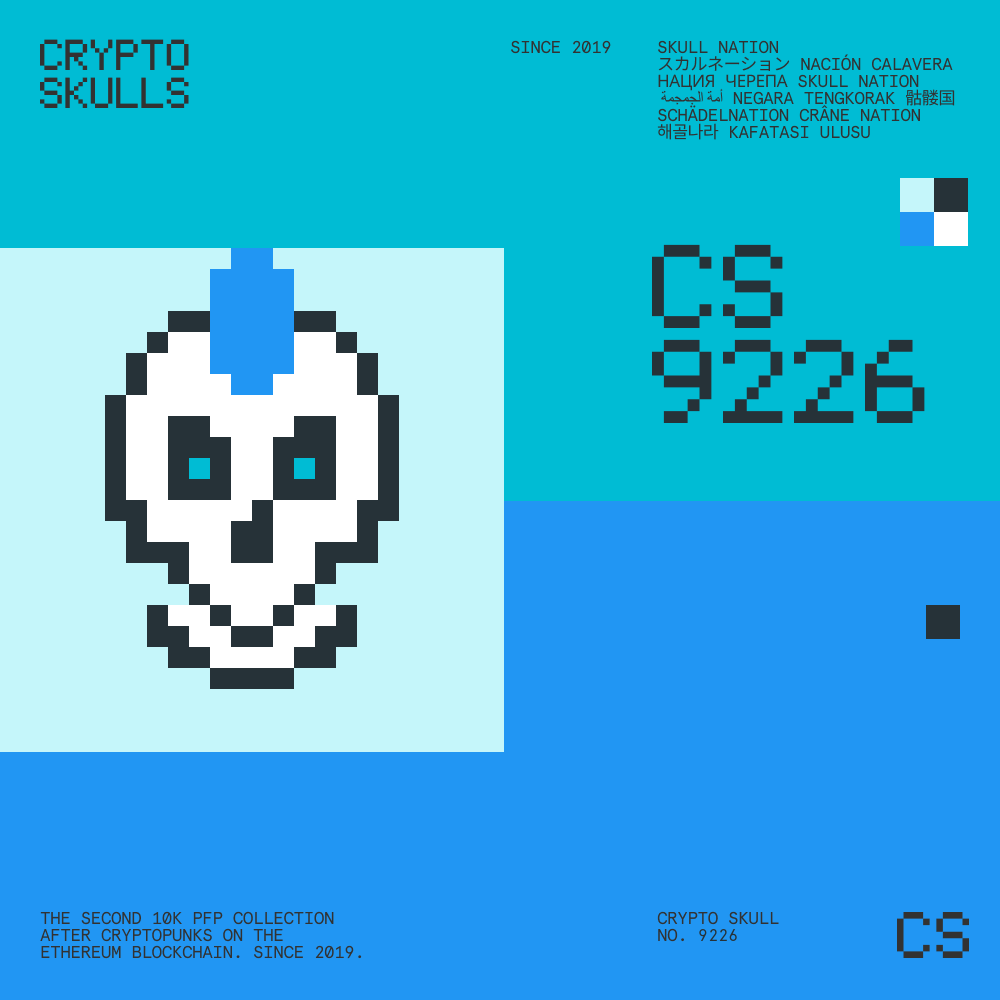 CRYPTO
SKULLS
SINCE 2019
SKULL NATION
スカルネーション NACIÓN CALAVERA
НАЦИЯ ЧЕРЕПА SKULL NATION
أمة الجمجمة NEGARA TENGKORAK 骷髅国
SCHÄDELNATION CRÂNE NATION
해골나라 KAFATASI ULUSU
CS
9226
THE SECOND 10K PFP COLLECTION
AFTER CRYPTOPUNKS ON THE
ETHEREUM BLOCKCHAIN. SINCE 2019.
CRYPTO SKULL
NO. 9226
CS